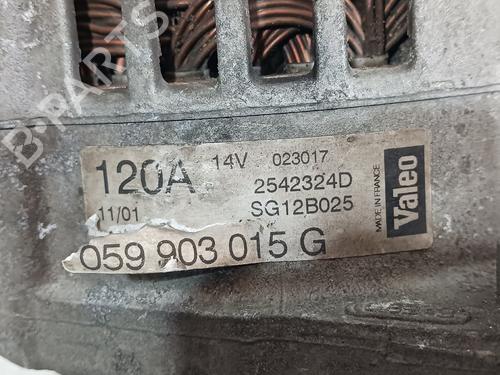 B-PARTS
120A 14V 023017
2542324D
11/01 SG12B025
059 903 015 G
MADE IN FRANCE
Valeo